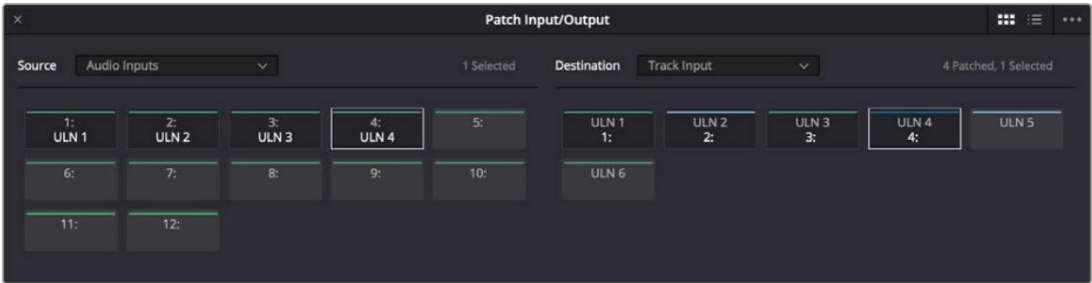 Patch Input/Output
Source Audio Inputs 1 Selected Destination Track Input 4 Patched, 1 Selected
1: 2: 3: 4: 5: ULN 1 ULN 2 ULN 3 ULN 4 ULN 5
ULN 1 ULN 2 ULN 3 ULN 4 1: 2: 3: 4:
6: 7: 8: 9: 10: ULN 6
11: 12: